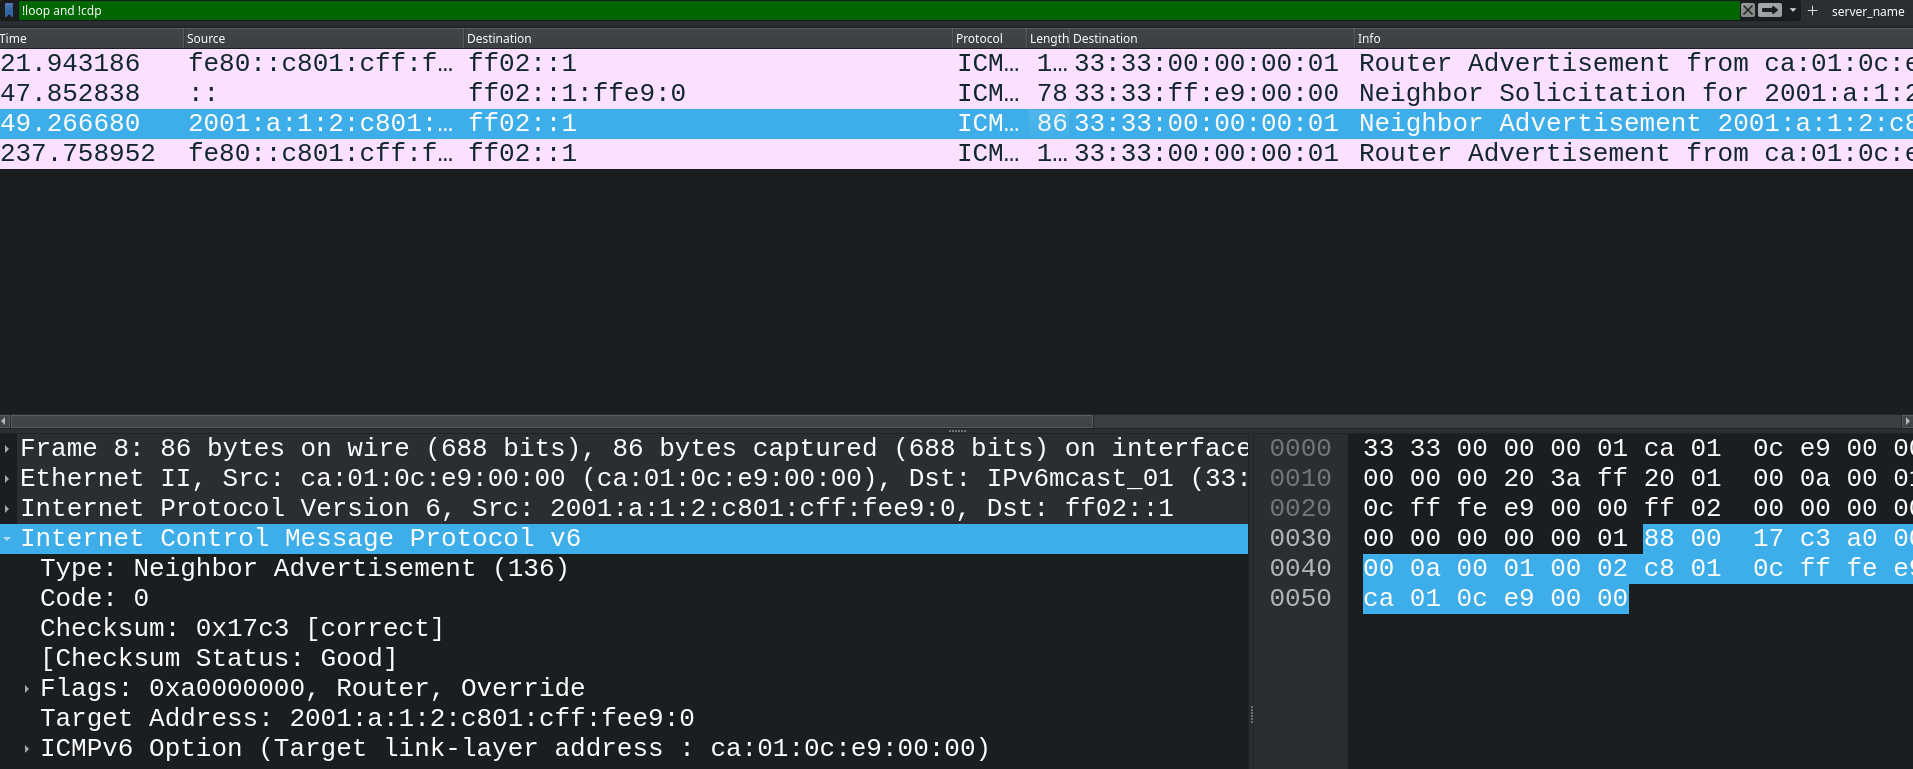 !loop and !cdp server_name
Time Source Destination Protocol Length Destination Info
21.943186 fe80::c801:cff:f… ff02::1 ICM… 1… 33:33:00:00:00:01 Router Advertisement from ca:01:0c:e
47.852838 :: ff02::1:ffe9:0 ICM… 78 33:33:ff:e9:00:00 Neighbor Solicitation for 2001:a:1:2
49.266680 2001:a:1:2:c801:… ff02::1 ICM… 86 33:33:00:00:00:01 Neighbor Advertisement 2001:a:1:2:c8
237.758952 fe80::c801:cff:f… ff02::1 ICM… 1… 33:33:00:00:00:01 Router Advertisement from ca:01:0c:e
Frame 8: 86 bytes on wire (688 bits), 86 bytes captured (688 bits) on interface
Ethernet II, Src: ca:01:0c:e9:00:00 (ca:01:0c:e9:00:00), Dst: IPv6mcast_01 (33:
Internet Protocol Version 6, Src: 2001:a:1:2:c801:cff:fee9:0, Dst: ff02::1
Internet Control Message Protocol v6
Type: Neighbor Advertisement (136)
Code: 0
Checksum: 0x17c3 [correct]
[Checksum Status: Good]
Flags: 0xa0000000, Router, Override
Target Address: 2001:a:1:2:c801:cff:fee9:0
ICMPv6 Option (Target link-layer address : ca:01:0c:e9:00:00)
0000 33 33 00 00 00 01 ca 01 0c e9 00 00
0010 00 00 00 20 3a ff 20 01 00 0a 00 01
0020 0c ff fe e9 00 00 ff 02 00 00 00 00
0030 00 00 00 00 00 01 88 00 17 c3 a0 00
0040 00 0a 00 01 00 02 c8 01 0c ff fe e9
0050 ca 01 0c e9 00 00